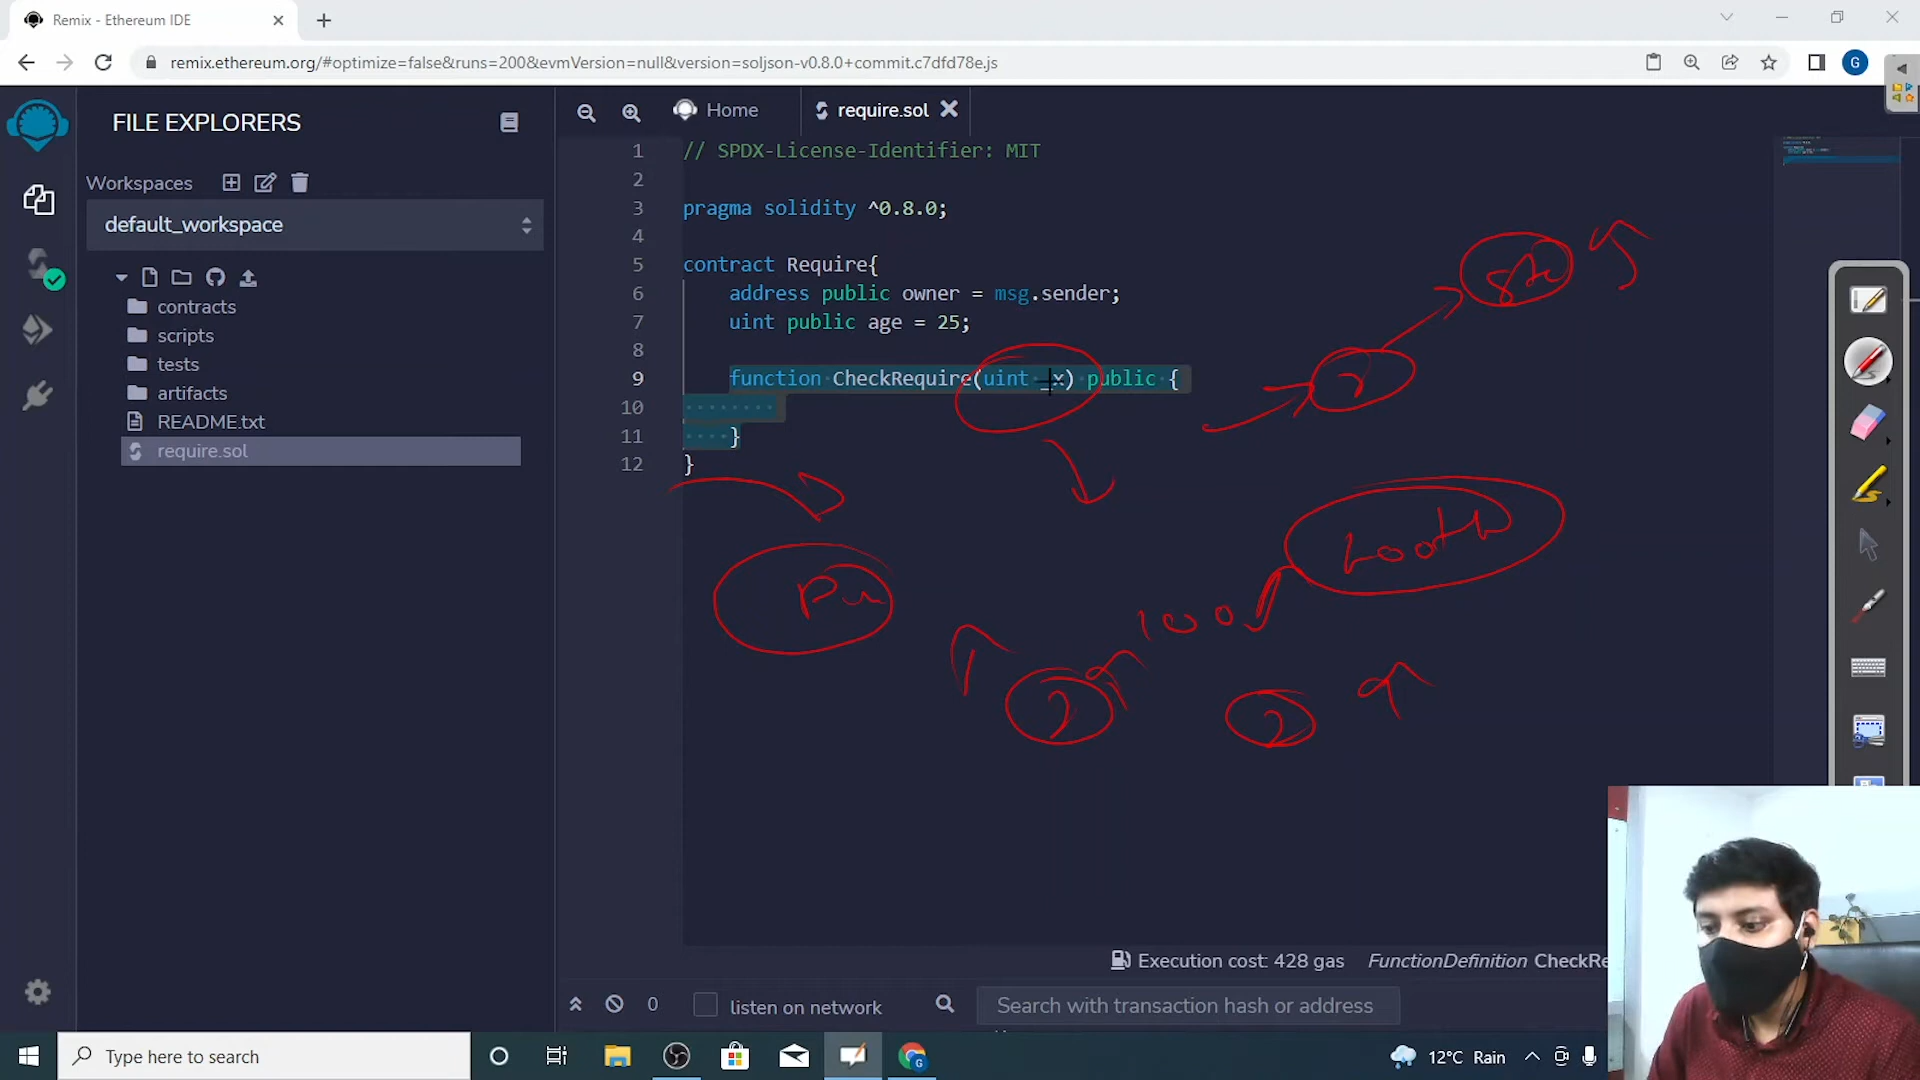 Remix - Ethereum IDE
remix.ethereum.org/#optimize=false&runs=200&evmVersion=null&version=soljson-v0.8.0+commit.c7dfd78e.js
G
FILE EXPLORERS
Workspaces
default_workspace
contracts
scripts
tests
artifacts
README.txt
require.sol
Home
require.sol
1 // SPDX-License-Identifier: MIT
2
3 pragma solidity ^0.8.0;
4
5 contract Require{
6 address public owner = msg.sender;
7 uint public age = 25;
8
9 function CheckRequire(uint _x) public {
10
11 }
12 }
100
2
2
Execution cost: 428 gas FunctionDefinition CheckRe
0 listen on network Search with transaction hash or address
Type here to search
12°C Rain